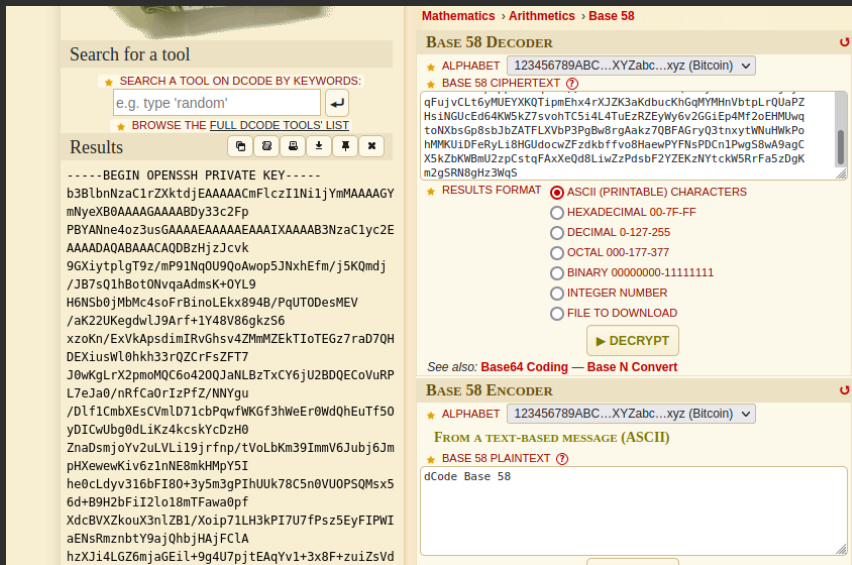 Search for a tool
SEARCH A TOOL ON DCODE BY KEYWORDS:
e.g. type 'random'
BROWSE THE FULL DCODE TOOLS' LIST
Results
-----BEGIN OPENSSH PRIVATE KEY-----
b3BlbnNzaC1rZXktdjEAAAAACmFlczI1Ni1jYmMAAAAGY
mNyeXB0AAAAGAAAABDy33c2Fp
PBYANne4oz3usGAAAAEAAAAAEAAAIXAAAAB3NzaC1yc2E
AAAADAQABAAACAQDBzHjzJcvk
9GXiytplgT9z/mP91NqOU9QoAwop5JNxhEfm/j5KQmdj
/JB7sQ1hBotONvqaAdmsK+OYL9
H6NSb0jMbMc4soFrBinoLEkx894B/PqUTODesMEV
/aK22UKegdwlJ9Arf+1Y48V86gkzS6
xzoKn/ExVkApsdimIRvGhsv4ZMmMZEkTIoTEGz7raD7QH
DEXiusWl0hkh33rQZCrFsZFT7
J0wKgLrX2pmoMQC6o42OQJaNLBzTxCY6jU2BDQECoVuRP
L7eJa0/nRfCaOrIzPfZ/NNYgu
/Dlf1CmbXEsCVmlD71cbPqwfWKGf3hWeEr0WdQhEuTf5O
yDICwUbg0dLiKz4kcskYcDzH0
ZnaDsmjoYv2uLVLi19jrfnp/tVoLbKm39ImmV6Jubj6Jm
pHXewewKiv6z1nNE8mkHMpY5I
he0cLdyv316bFI8O+3y5m3gPIhUUk78C5n0VUOPSQMsx5
6d+B9H2bFiI2lo18mTFawa0pf
XdcBVXZkouX3nlZB1/Xoip71LH3kPI7U7fPsz5EyFIPWI
aENsRmznbtY9ajQhbjHAjFClA
hzXJi4LGZ6mjaGEil+9g4U7pjtEAqYv1+3x8F+zuiZsVd
Mathematics › Arithmetics › Base 58
BASE 58 DECODER
ALPHABET 123456789ABC...XYZabc...xyz (Bitcoin)
BASE 58 CIPHERTEXT ?
qFujvCLt6yMUEYXKQTipmEhx4rXJZK3aKdbucKhGqMYMHnVbtpLrQUaPZ
HsiNGUcEd64KW5kZ7svohTC5i4L4TuEzRZEyWy6v2GGiEp4Mf2oEHMUwq
toNXbsGp8sbJbZATFLXVbP3PgBw8rgAakz7QBFAGryQ3tnxytWNuHWkPo
hMMKUiDFeRyLi8HGUdocwZFzdkbffvo8HaewPYFNsPDCn1PwgS8wA9agC
X5kZbKWBmU2zpCstqFAxXeQd8LiwZzPdsbF2YZEKzNYtckW5RrFa5zDgK
m2gSRN8gHz3WqS
RESULTS FORMAT ASCII (PRINTABLE) CHARACTERS
HEXADECIMAL 00-7F-FF
DECIMAL 0-127-255
OCTAL 000-177-377
BINARY 00000000-11111111
INTEGER NUMBER
FILE TO DOWNLOAD
▶ DECRYPT
See also: Base64 Coding — Base N Convert
BASE 58 ENCODER
ALPHABET 123456789ABC...XYZabc...xyz (Bitcoin)
FROM A TEXT-BASED MESSAGE (ASCII)
BASE 58 PLAINTEXT ?
dCode Base 58